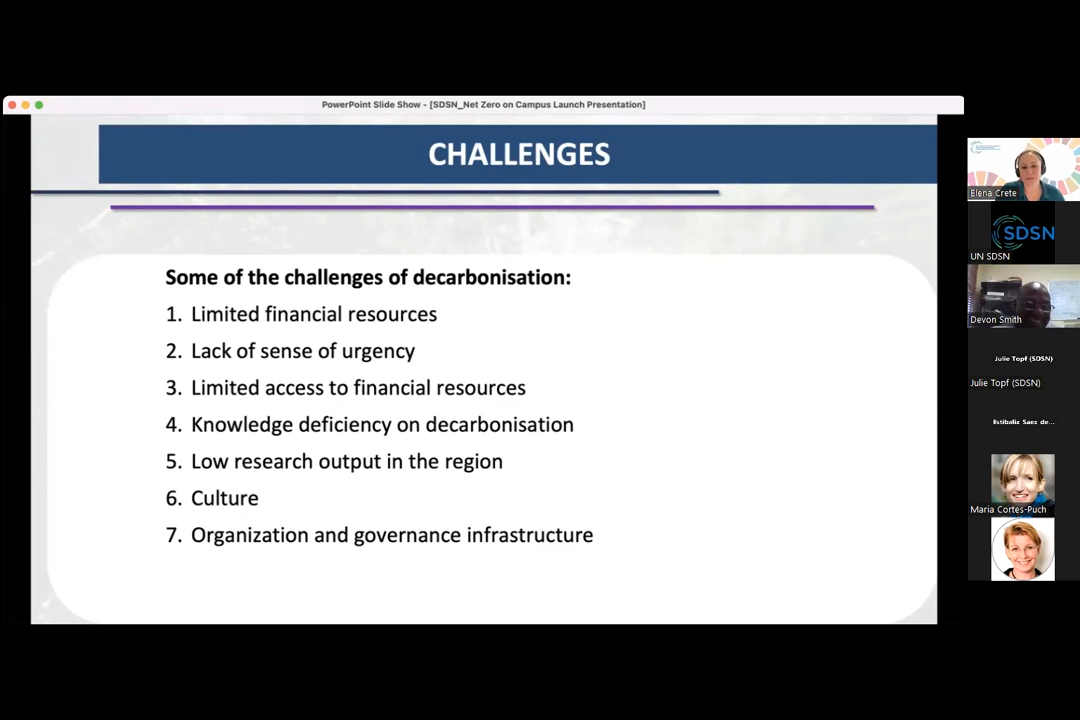 PowerPoint Slide Show - [SDSN_Net Zero on Campus Launch Presentation]
CHALLENGES
Some of the challenges of decarbonisation:
1. Limited financial resources
2. Lack of sense of urgency
3. Limited access to financial resources
4. Knowledge deficiency on decarbonisation
5. Low research output in the region
6. Culture
7. Organization and governance infrastructure
Elena Crete
SDSN
UN SDSN
Devon Smith
Julie Topf (SDSN)
Julie Topf (SDSN)
Estibaliz Saez de...
Maria Cortes-Puch